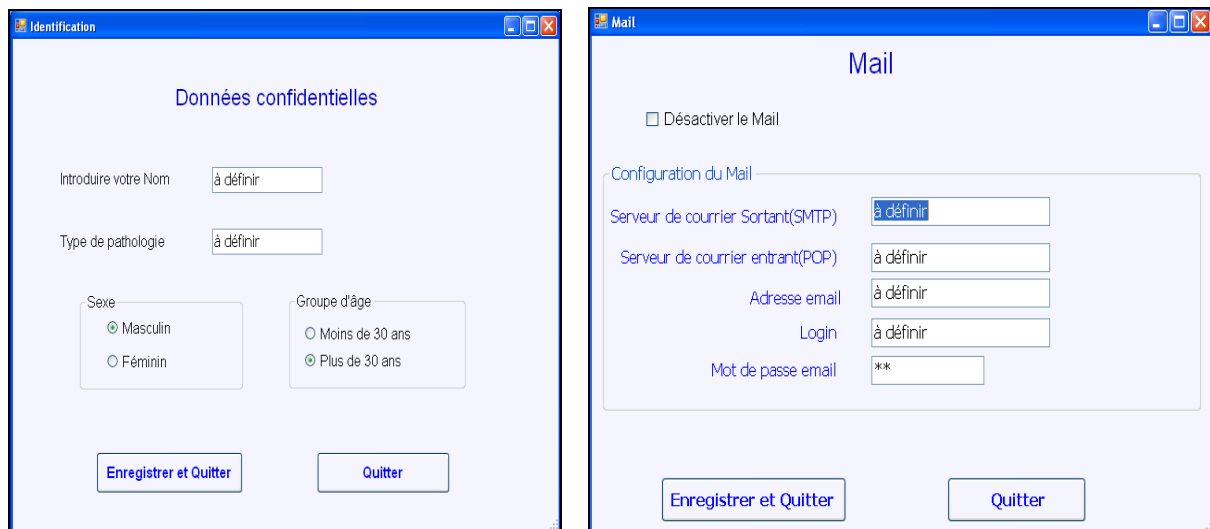 Identification
Données confidentielles
Introduire votre Nom à définir
Type de pathologie à définir
Sexe
Masculin
Féminin
Groupe d'âge
Moins de 30 ans
Plus de 30 ans
Enregistrer et Quitter Quitter
Mail
Mail
Désactiver le Mail
Configuration du Mail
Serveur de courrier Sortant(SMTP) à définir
Serveur de courrier entrant(POP) à définir
Adresse email à définir
Login à définir
Mot de passe email **
Enregistrer et Quitter Quitter